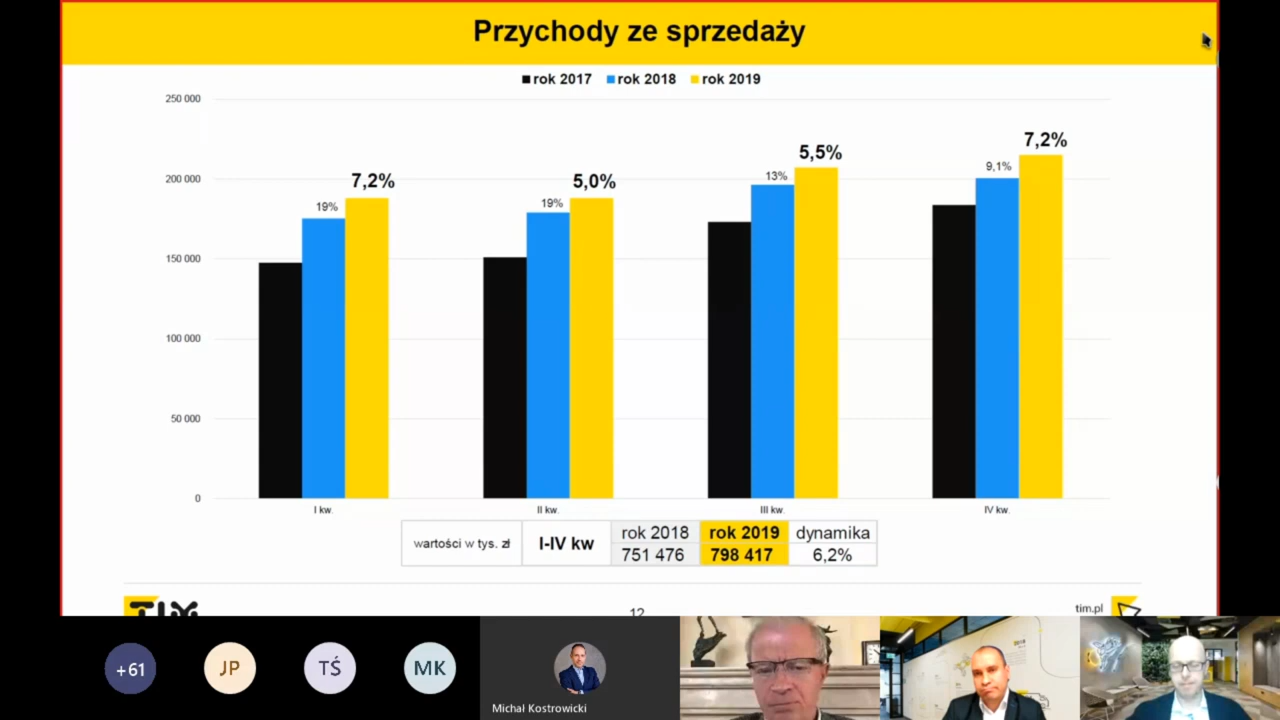 Przychody ze sprzedaży
rok 2017 rok 2018 rok 2019
250 000
200 000
150 000
100 000
50 000
0
19% 7,2%
19% 5,0%
13% 5,5%
9,1% 7,2%
I kw. II kw. III kw. IV kw.
wartości w tys. zł I-IV kw rok 2018 rok 2019 dynamika
751 476 798 417 6,2%
TIM 12 tim.pl
+61 JP TŚ MK
Michał Kostrowicki